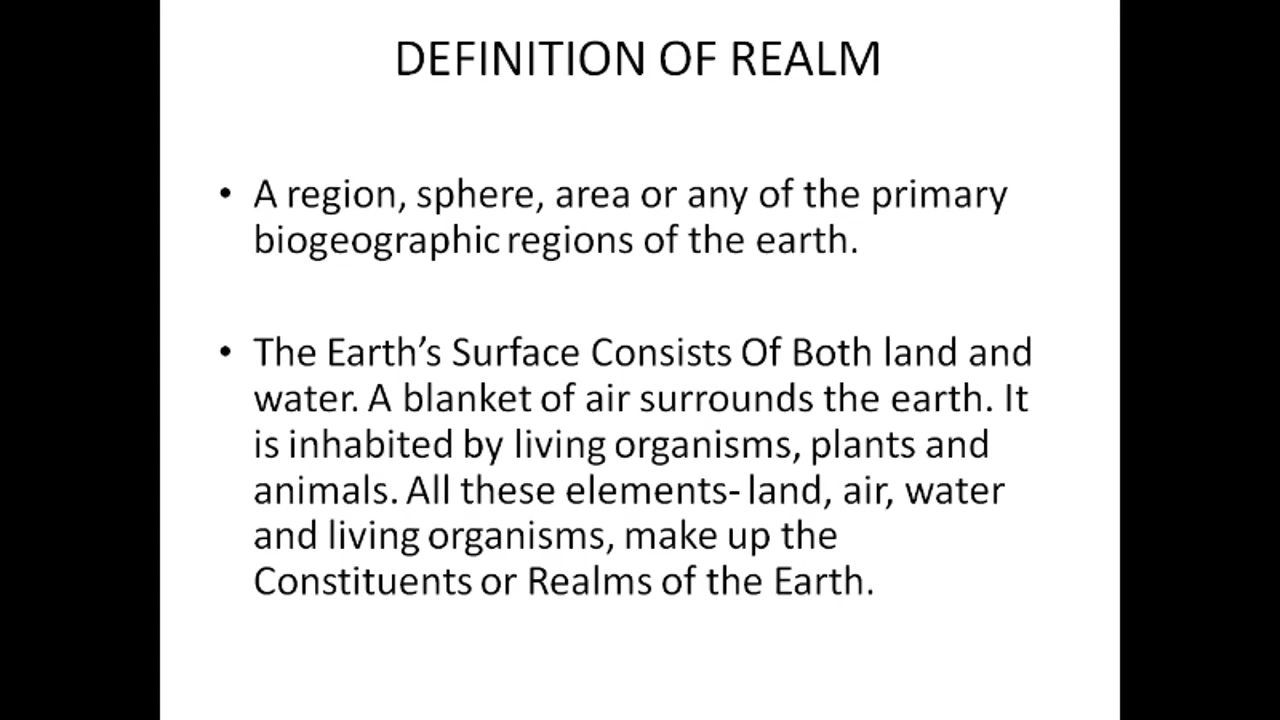 DEFINITION OF REALM
• A region, sphere, area or any of the primary
biogeographic regions of the earth.
• The Earth’s Surface Consists Of Both land and
water. A blanket of air surrounds the earth. It
is inhabited by living organisms, plants and
animals. All these elements- land, air, water
and living organisms, make up the
Constituents or Realms of the Earth.